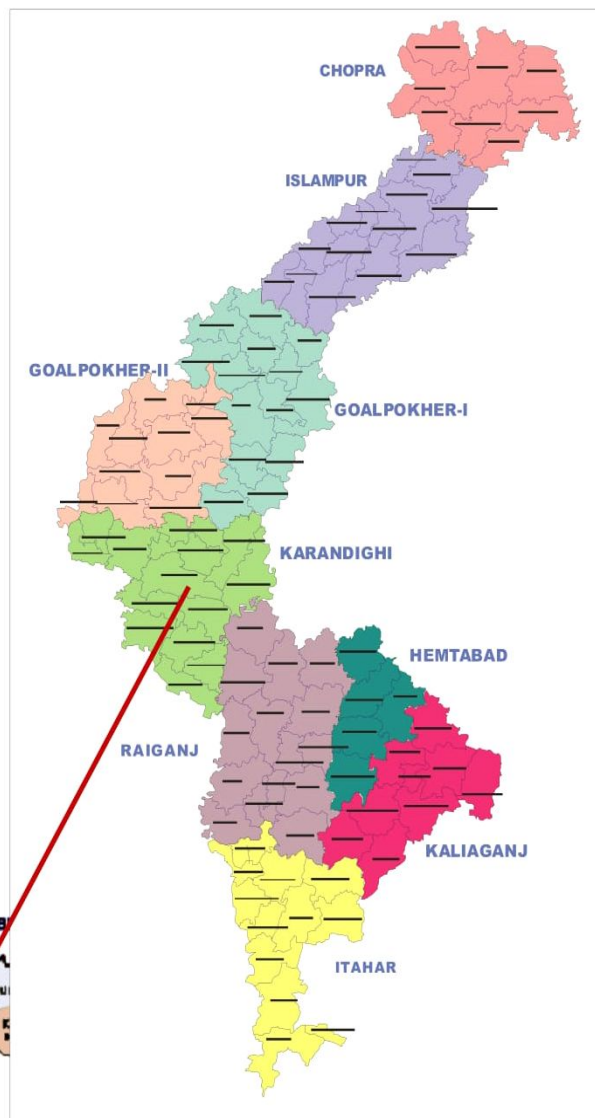 CHOPRA
ISLAMPUR
GOALPOKHER-II
GOALPOKHER-I
KARANDIGHI
HEMTABAD
RAIGANJ
KALIAGANJ
ITAHAR